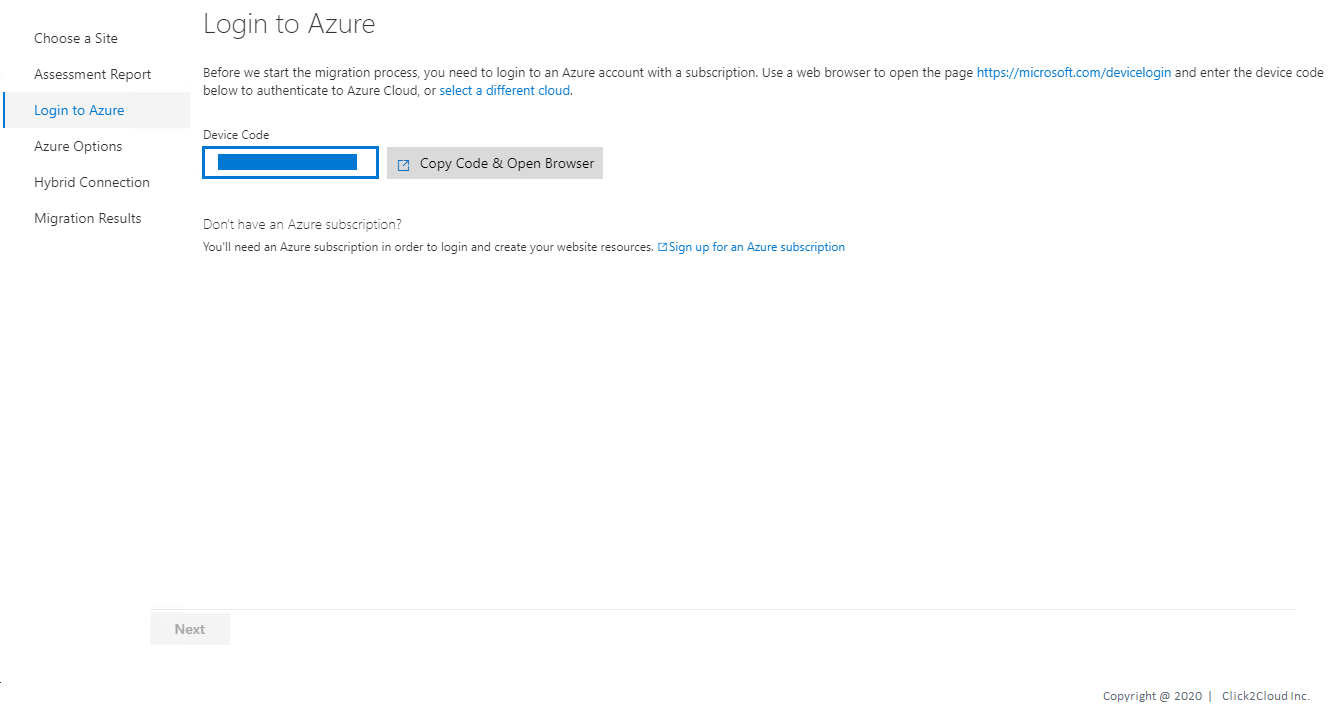 Login to Azure
Choose a Site
Assessment Report
Login to Azure
Azure Options
Hybrid Connection
Migration Results
Before we start the migration process, you need to login to an Azure account with a subscription. Use a web browser to open the page https://microsoft.com/devicelogin and enter the device code
below to authenticate to Azure Cloud, or select a different cloud.
Device Code
Copy Code & Open Browser
Don't have an Azure subscription?
You'll need an Azure subscription in order to login and create your website resources. Sign up for an Azure subscription
Next
Copyright @ 2020 | Click2Cloud Inc.